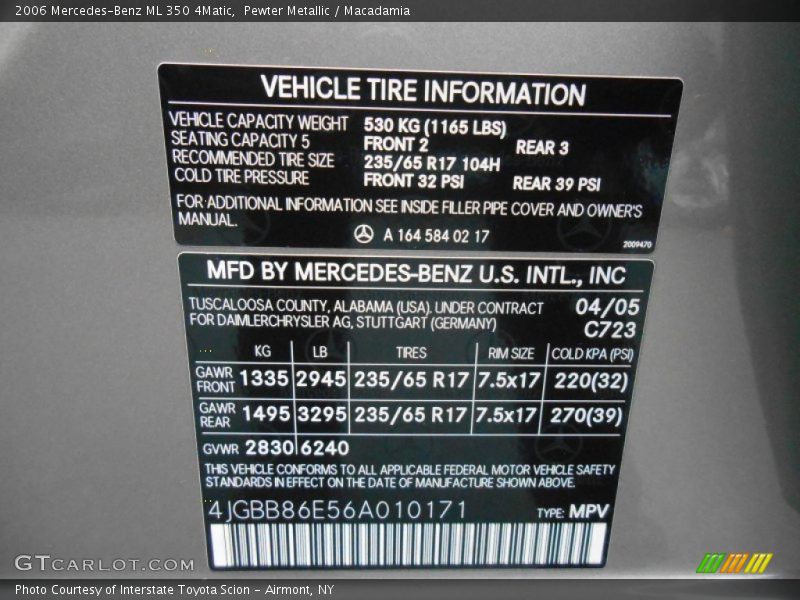 2006 Mercedes-Benz ML 350 4Matic, Pewter Metallic / Macadamia
VEHICLE TIRE INFORMATION
VEHICLE CAPACITY WEIGHT 530 KG (1165 LBS)
SEATING CAPACITY 5 FRONT 2 REAR 3
RECOMMENDED TIRE SIZE 235/65 R17 104H
COLD TIRE PRESSURE FRONT 32 PSI REAR 39 PSI
FOR ADDITIONAL INFORMATION SEE INSIDE FILLER PIPE COVER AND OWNER'S
MANUAL.
A 164 584 02 17
2009470
MFD BY MERCEDES-BENZ U.S. INTL., INC
TUSCALOOSA COUNTY, ALABAMA (USA). UNDER CONTRACT 04/05
FOR DAIMLERCHRYSLER AG, STUTTGART (GERMANY) C723
KG LB TIRES RIM SIZE COLD KPA (PSI)
GAWR FRONT 1335 2945 235/65 R17 7.5x17 220(32)
GAWR REAR 1495 3295 235/65 R17 7.5x17 270(39)
GVWR 2830 6240
THIS VEHICLE CONFORMS TO ALL APPLICABLE FEDERAL MOTOR VEHICLE SAFETY
STANDARDS IN EFFECT ON THE DATE OF MANUFACTURE SHOWN ABOVE.
4JGBB86E56A010171 TYPE: MPV
GTCARLOT.COM
Photo Courtesy of Interstate Toyota Scion - Airmont, NY